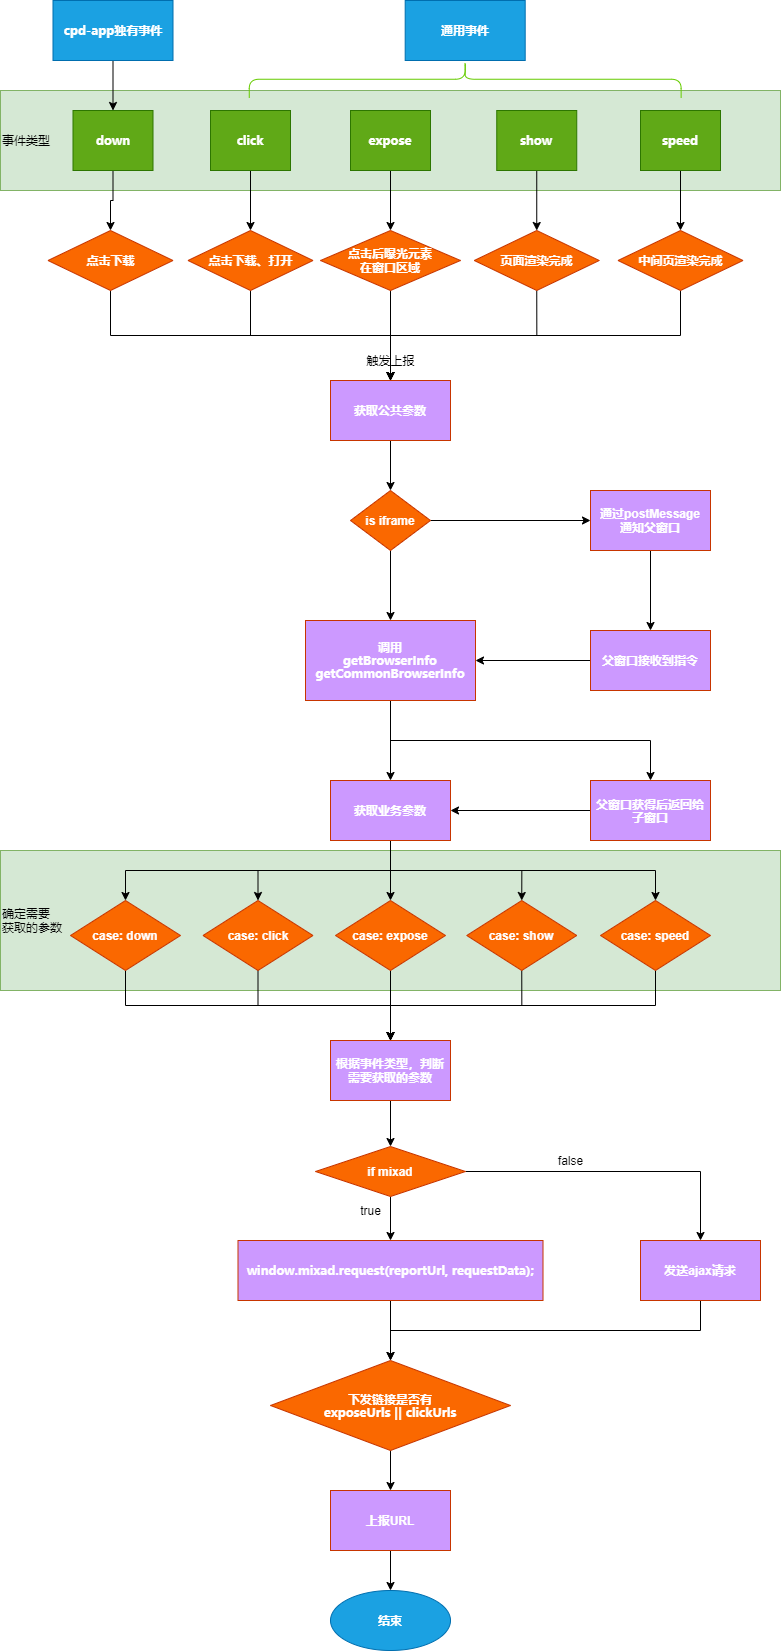 cpd-app独有事件
通用事件
事件类型
down
click
expose
show
speed
点击下载
点击下载、打开
点击后曝光元素
在窗口区域
页面渲染完成
中间页渲染完成
触发上报
获取公共参数
is iframe
通过postMessage
通知父窗口
调用
getBrowserInfo
getCommonBrowserInfo
父窗口接收到指令
获取业务参数
父窗口获得后返回给
子窗口
确定需要
获取的参数
case: down
case: click
case: expose
case: show
case: speed
根据事件类型，判断
需要获取的参数
if mixad
false
true
window.mixad.request(reportUrl, requestData);
发送ajax请求
下发链接是否有
exposeUrls || clickUrls
上报URL
结束